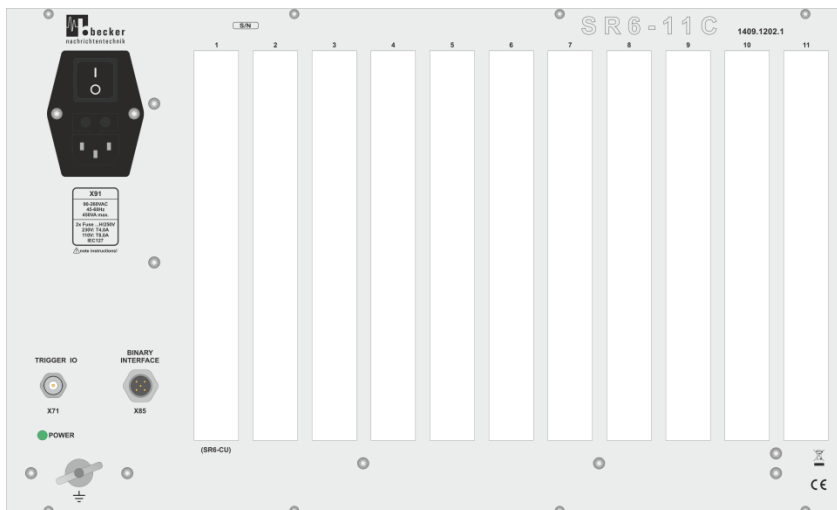 becker
nachrichtentechnik
S/N
SR6-11C
1409.1202.1
1 2 3 4 5 6 7 8 9 10 11
I
O
X91
90-260VAC
45-66Hz
450VA max.
2x Fuse ...H/250V
230V: T4,0A
110V: T8,0A
IEC127
note instructions!
TRIGGER IO
BINARY
INTERFACE
X71
X85
POWER
(SR6-CU)
CE